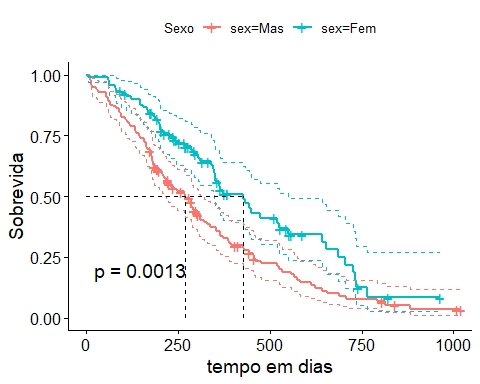 Sexo sex=Mas sex=Fem
1.00
0.75
0.50
0.25
0.00
Sobrevida
p = 0.0013
0 250 500 750 1000
tempo em dias